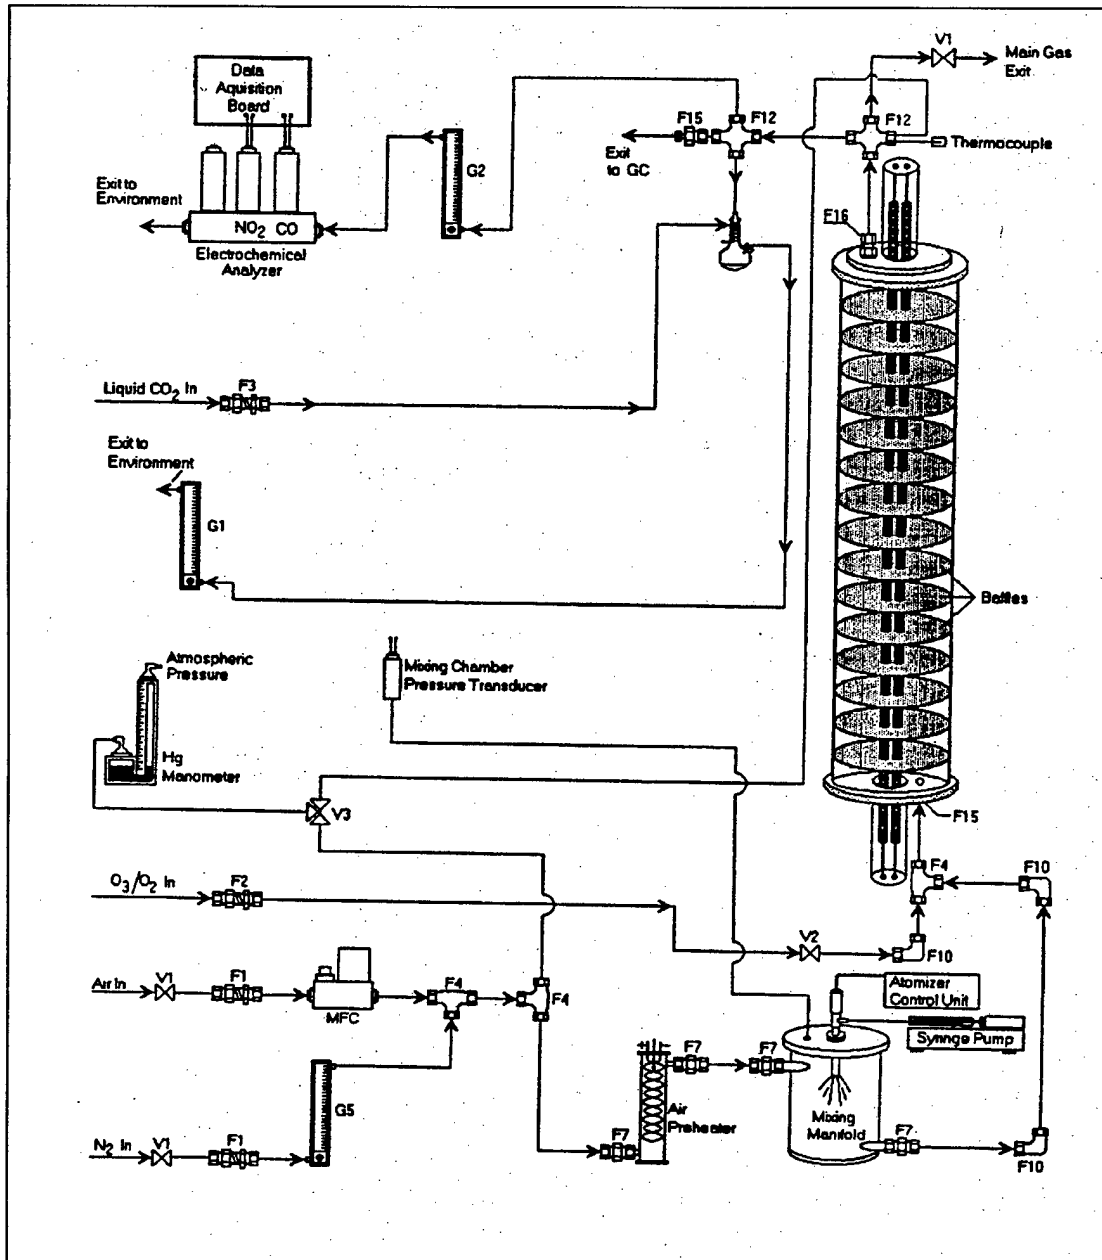 V1
Main Gas
Exit
Data
Aquisition
Board
F15
F12
F12
Exit
to GC
Thermocouple
G2
Exit to
Environment
NO2 CO
Electrochemical
Analyzer
F16
Liquid CO2 In
F3
Exit to
Environment
G1
Baffles
Atmospheric
Pressure
Mixing Chamber
Pressure Transducer
Hg
Manometer
V3
F15
O3/O2 In
F2
F4
F10
V2
F10
Air In
V1
F1
MFC
F4
F4
Atomizer
Control Unit
Syringe Pump
F7
F7
G5
Air
Preheater
Mixing
Manifold
N2 In
V1
F1
F7
F7
F10